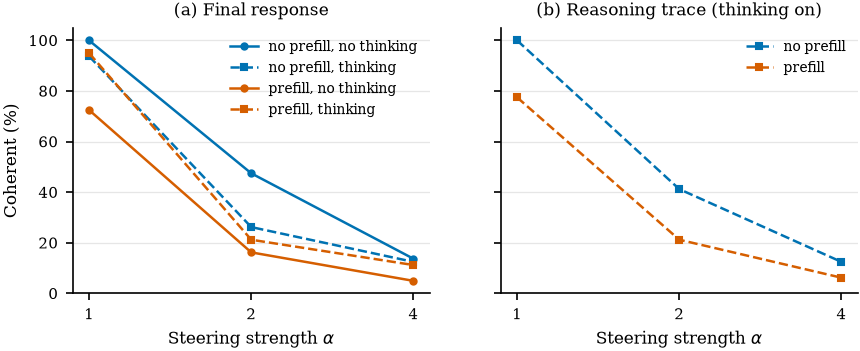 (a) Final response
Coherent (%)
100
80
60
40
20
0
no prefill, no thinking
no prefill, thinking
prefill, no thinking
prefill, thinking
1
2
4
Steering strength α
(b) Reasoning trace (thinking on)
no prefill
prefill
1
2
4
Steering strength α